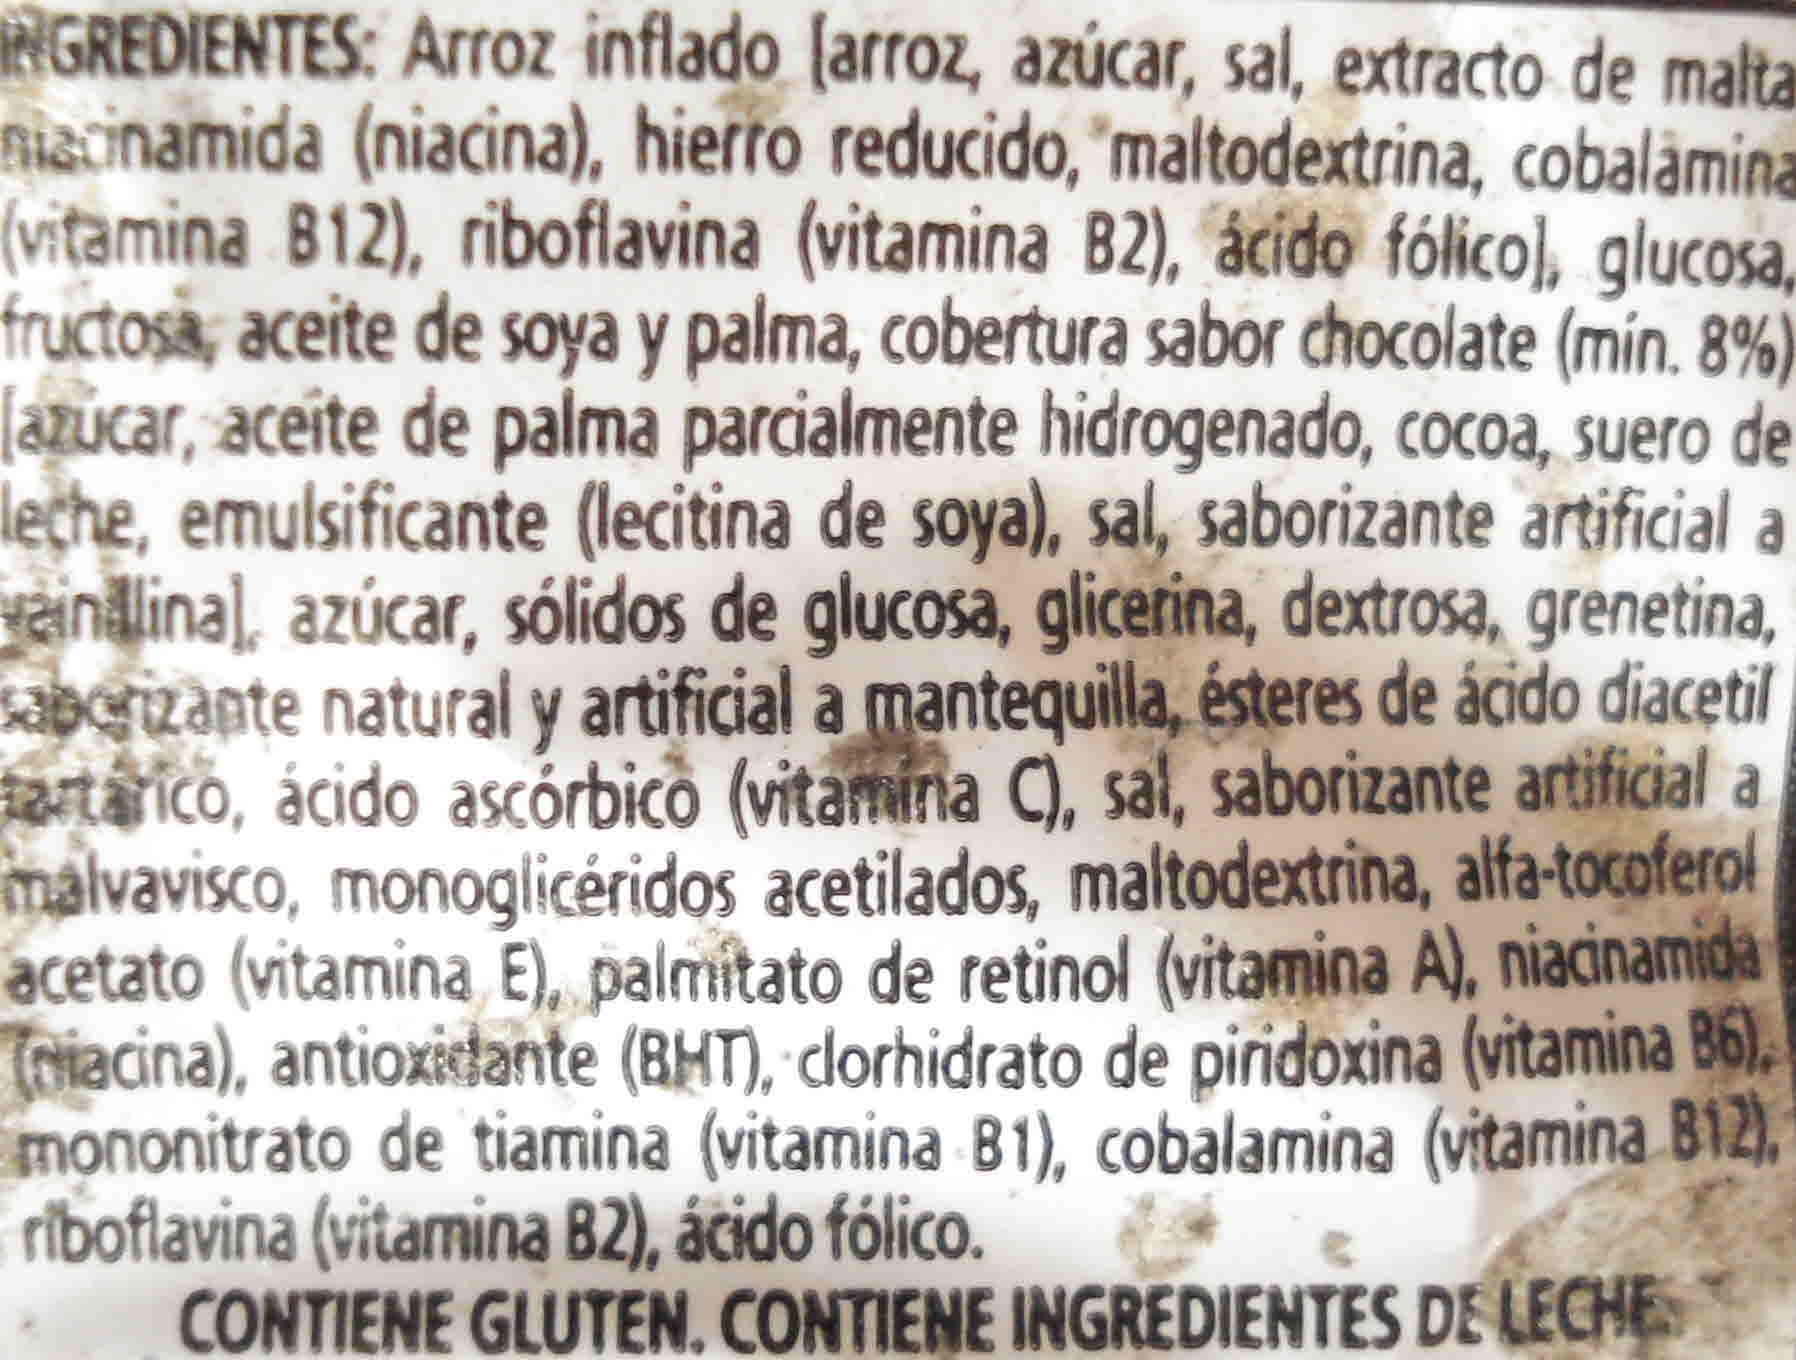 INGREDIENTES: Arroz inflado [arroz, azúcar, sal, extracto de malta
niacinamida (niacina), hierro reducido, maltodextrina, cobalamina
(vitamina B12), riboflavina (vitamina B2), ácido fólico], glucosa,
fructosa, aceite de soya y palma, cobertura sabor chocolate (mín. 8%)
[azúcar, aceite de palma parcialmente hidrogenado, cocoa, suero de
leche, emulsificante (lecitina de soya), sal, saborizante artificial a
vainillina], azúcar, sólidos de glucosa, glicerina, dextrosa, grenetina,
saborizante natural y artificial a mantequilla, ésteres de ácido diacetil
tartárico, ácido ascórbico (vitamina C), sal, saborizante artificial a
malvavisco, monoglicéridos acetilados, maltodextrina, alfa-tocoferol
acetato (vitamina E), palmitato de retinol (vitamina A), niacinamida
(niacina), antioxidante (BHT), clorhidrato de piridoxina (vitamina B6),
mononitrato de tiamina (vitamina B1), cobalamina (vitamina B12),
riboflavina (vitamina B2), ácido fólico.
CONTIENE GLUTEN. CONTIENE INGREDIENTES DE LECHE.